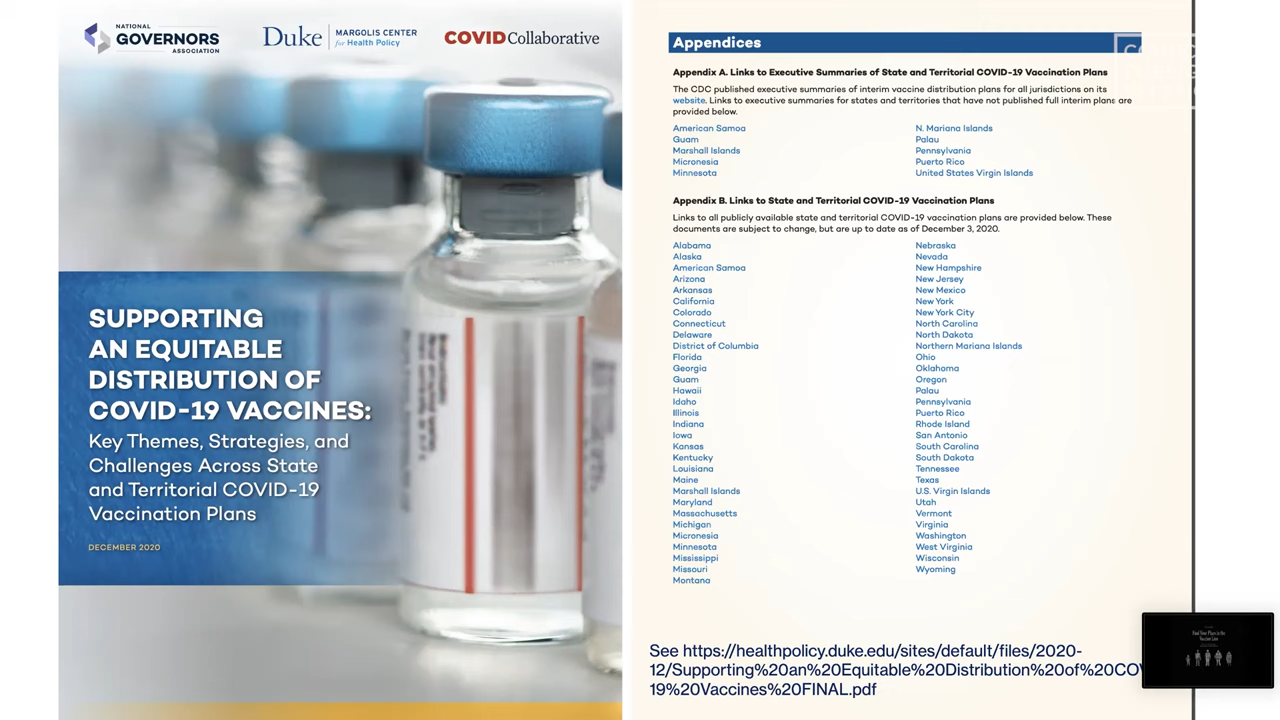 NATIONAL
GOVERNORS
ASSOCIATION
Duke
MARGOLIS CENTER
for Health Policy
COVID Collaborative
SUPPORTING
AN EQUITABLE
DISTRIBUTION OF
COVID-19 VACCINES:
Key Themes, Strategies, and
Challenges Across State
and Territorial COVID-19
Vaccination Plans
DECEMBER 2020
Appendices
Appendix A. Links to Executive Summaries of State and Territorial COVID-19 Vaccination Plans
The CDC published executive summaries of interim vaccine distribution plans for all jurisdictions on its
website. Links to executive summaries for states and territories that have not published full interim plans are
provided below.
American Samoa
Guam
Marshall Islands
Micronesia
Minnesota
N. Mariana Islands
Palau
Pennsylvania
Puerto Rico
United States Virgin Islands
Appendix B. Links to State and Territorial COVID-19 Vaccination Plans
Links to all publicly available state and territorial COVID-19 vaccination plans are provided below. These
documents are subject to change, but are up to date as of December 3, 2020.
Alabama
Alaska
American Samoa
Arizona
Arkansas
California
Colorado
Connecticut
Delaware
District of Columbia
Florida
Georgia
Guam
Hawaii
Idaho
Illinois
Indiana
Iowa
Kansas
Kentucky
Louisiana
Maine
Marshall Islands
Maryland
Massachusetts
Michigan
Micronesia
Minnesota
Mississippi
Missouri
Montana
Nebraska
Nevada
New Hampshire
New Jersey
New Mexico
New York
New York City
North Carolina
North Dakota
Northern Mariana Islands
Ohio
Oklahoma
Oregon
Palau
Pennsylvania
Puerto Rico
Rhode Island
San Antonio
South Carolina
South Dakota
Tennessee
Texas
U.S. Virgin Islands
Utah
Vermont
Virginia
Washington
West Virginia
Wisconsin
Wyoming
See https://healthpolicy.duke.edu/sites/default/files/2020-
12/Supporting%20an%20Equitable%20Distribution%20of%20COV
19%20Vaccines%20FINAL.pdf
Find Your Place in the
Vaccine Line